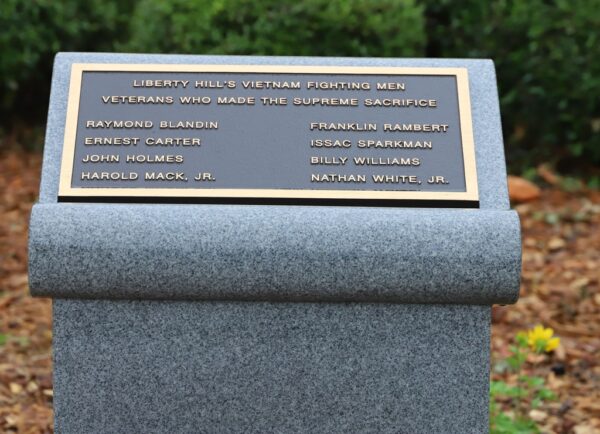 LIBERTY HILL'S VIETNAM FIGHTING MEN
VETERANS WHO MADE THE SUPREME SACRIFICE
RAYMOND BLANDIN
ERNEST CARTER
JOHN HOLMES
HAROLD MACK, JR.
FRANKLIN RAMBERT
ISSAC SPARKMAN
BILLY WILLIAMS
NATHAN WHITE, JR.